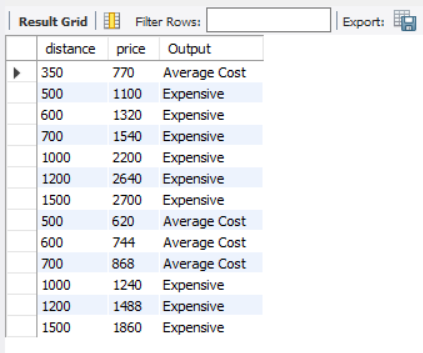 Result Grid Filter Rows: Export:
distance price Output
350 770 Average Cost
500 1100 Expensive
600 1320 Expensive
700 1540 Expensive
1000 2200 Expensive
1200 2640 Expensive
1500 2700 Expensive
500 620 Average Cost
600 744 Average Cost
700 868 Average Cost
1000 1240 Expensive
1200 1488 Expensive
1500 1860 Expensive